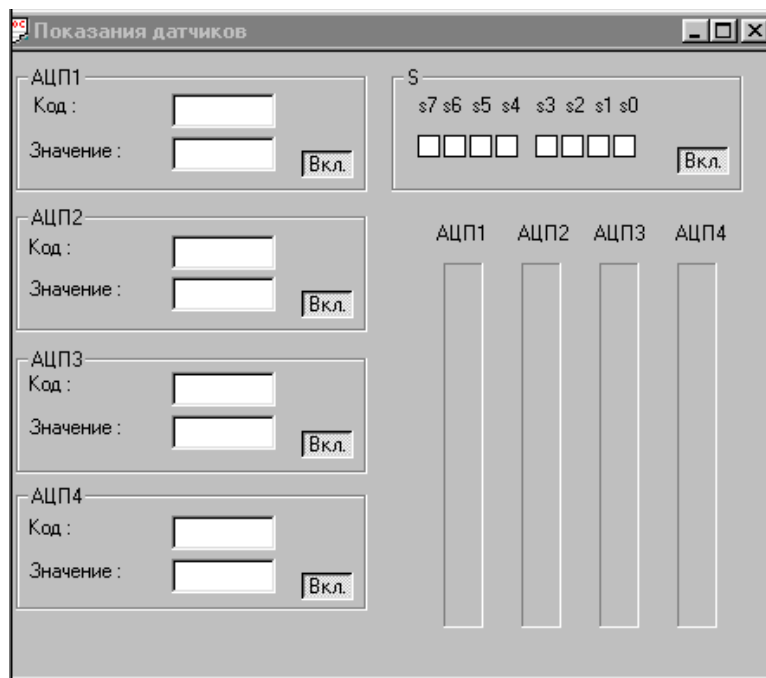 Показания датчиков
АЦП1
Код :
Значение :
Вкл.
АЦП2
Код :
Значение :
Вкл.
АЦП3
Код :
Значение :
Вкл.
АЦП4
Код :
Значение :
Вкл.
S
s7 s6 s5 s4 s3 s2 s1 s0
Вкл.
АЦП1 АЦП2 АЦП3 АЦП4